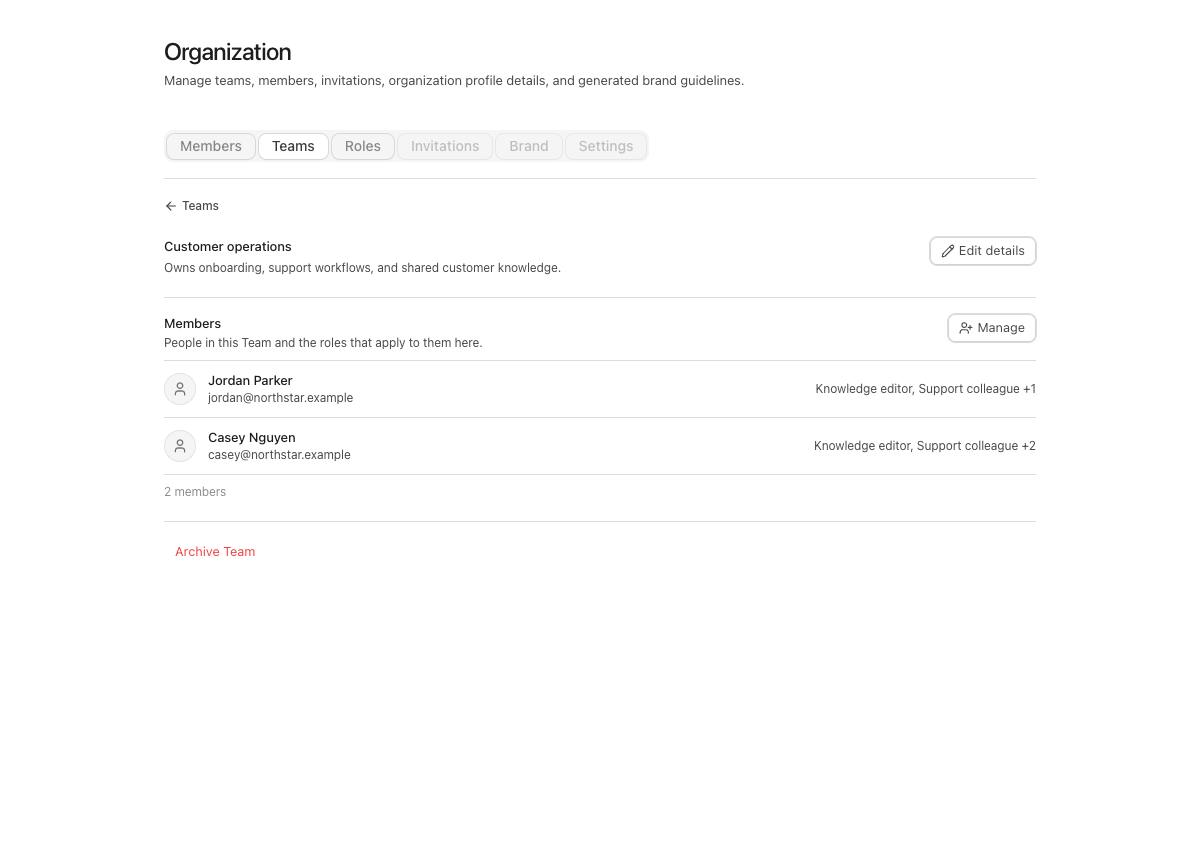 Organization
Manage teams, members, invitations, organization profile details, and generated brand guidelines.
Members Teams Roles Invitations Brand Settings
Teams
Customer operations
Edit details
Owns onboarding, support workflows, and shared customer knowledge.
Members
Manage
People in this Team and the roles that apply to them here.
Jordan Parker
jordan@northstar.example
Knowledge editor, Support colleague +1
Casey Nguyen
casey@northstar.example
Knowledge editor, Support colleague +2
2 members
Archive Team